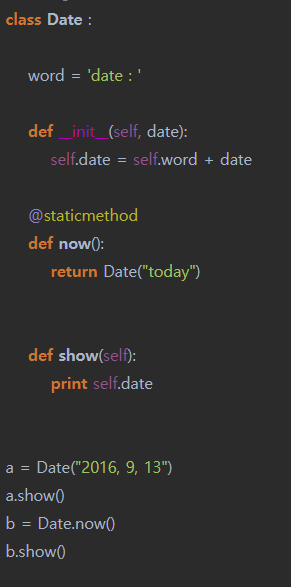 class Date :
word = 'date : '
def __init__(self, date):
self.date = self.word + date
@staticmethod
def now():
return Date("today")
def show(self):
print self.date
a = Date("2016, 9, 13")
a.show()
b = Date.now()
b.show()